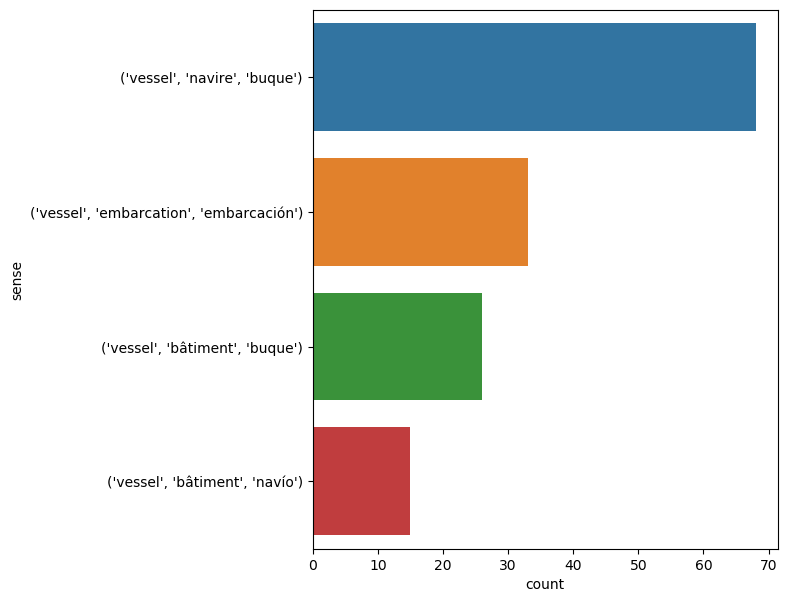 ('vessel', 'navire', 'buque')
('vessel', 'embarcation', 'embarcación')
('vessel', 'bâtiment', 'buque')
('vessel', 'bâtiment', 'navío')
sense
0 10 20 30 40 50 60 70
count